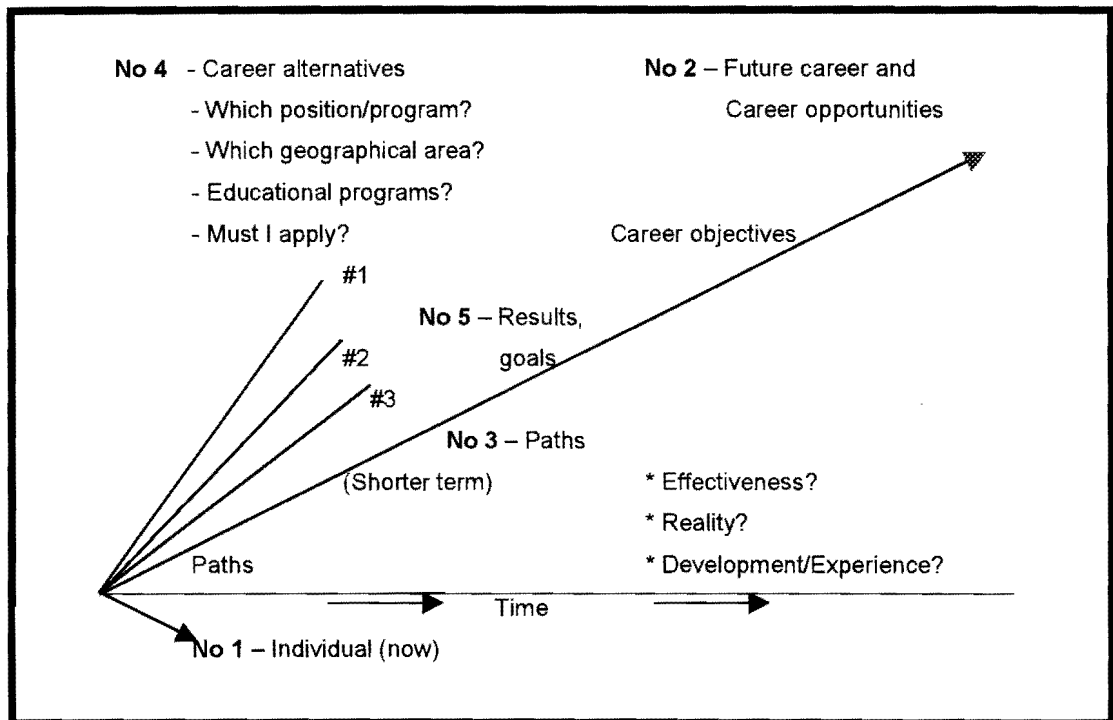 No 4 - Career alternatives
- Which position/program?
- Which geographical area?
- Educational programs?
- Must I apply?
No 2 – Future career and
Career opportunities
Career objectives
#1
#2
#3
No 5 – Results,
goals
No 3 – Paths
(Shorter term)
* Effectiveness?
* Reality?
* Development/Experience?
Paths
Time
No 1 – Individual (now)